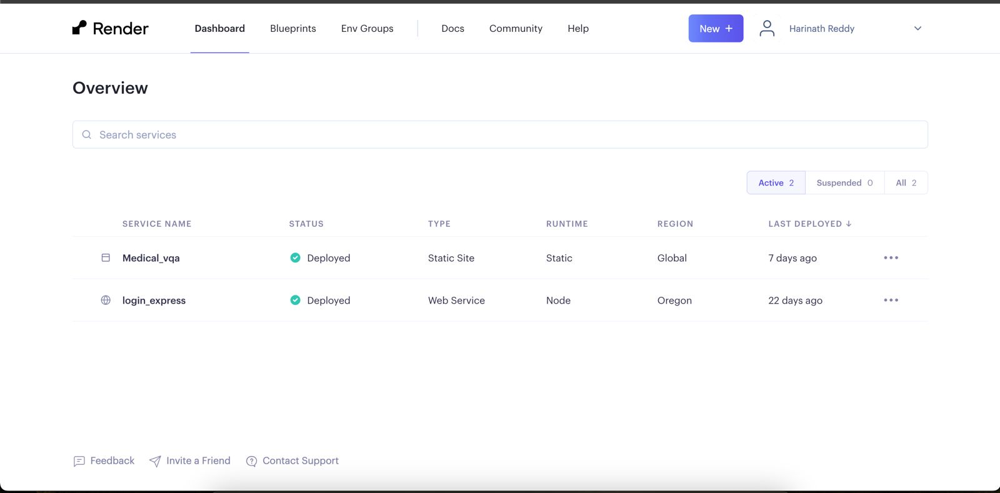 Render Dashboard Blueprints Env Groups Docs Community Help New + Harinath Reddy
Overview
Search services
Active 2 Suspended 0 All 2
SERVICE NAME STATUS TYPE RUNTIME REGION LAST DEPLOYED ↓
Medical_vqa Deployed Static Site Static Global 7 days ago
login_express Deployed Web Service Node Oregon 22 days ago
Feedback Invite a Friend Contact Support